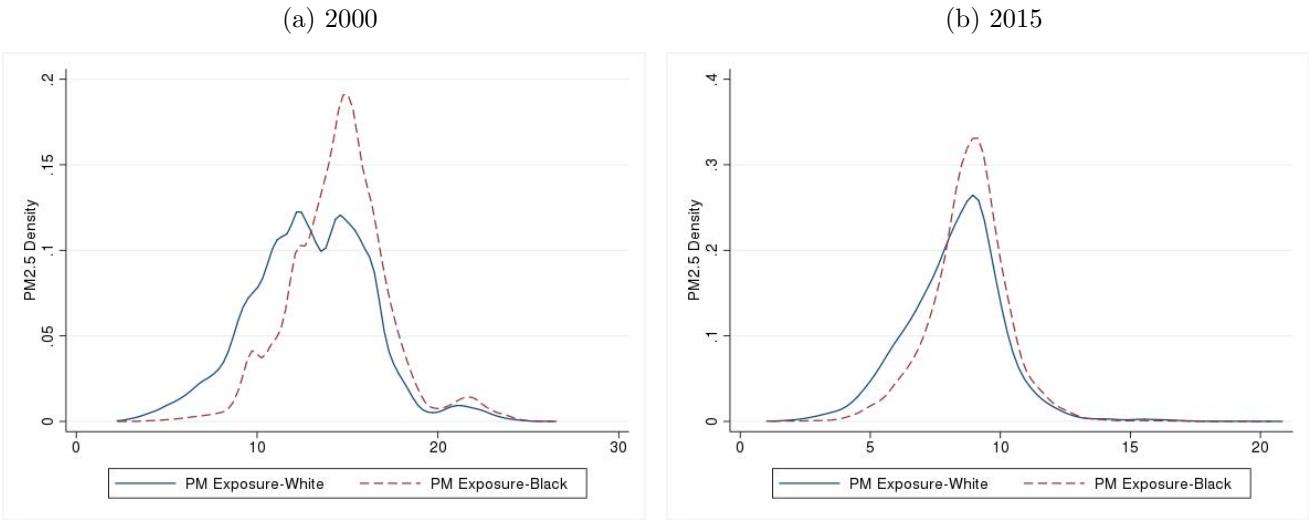 (a) 2000
PM2.5 Density
.2
.15
.1
.05
0
0 10 20 30
PM Exposure-White PM Exposure-Black
(b) 2015
PM2.5 Density
.4
.3
.2
.1
0
0 5 10 15 20
PM Exposure-White PM Exposure-Black